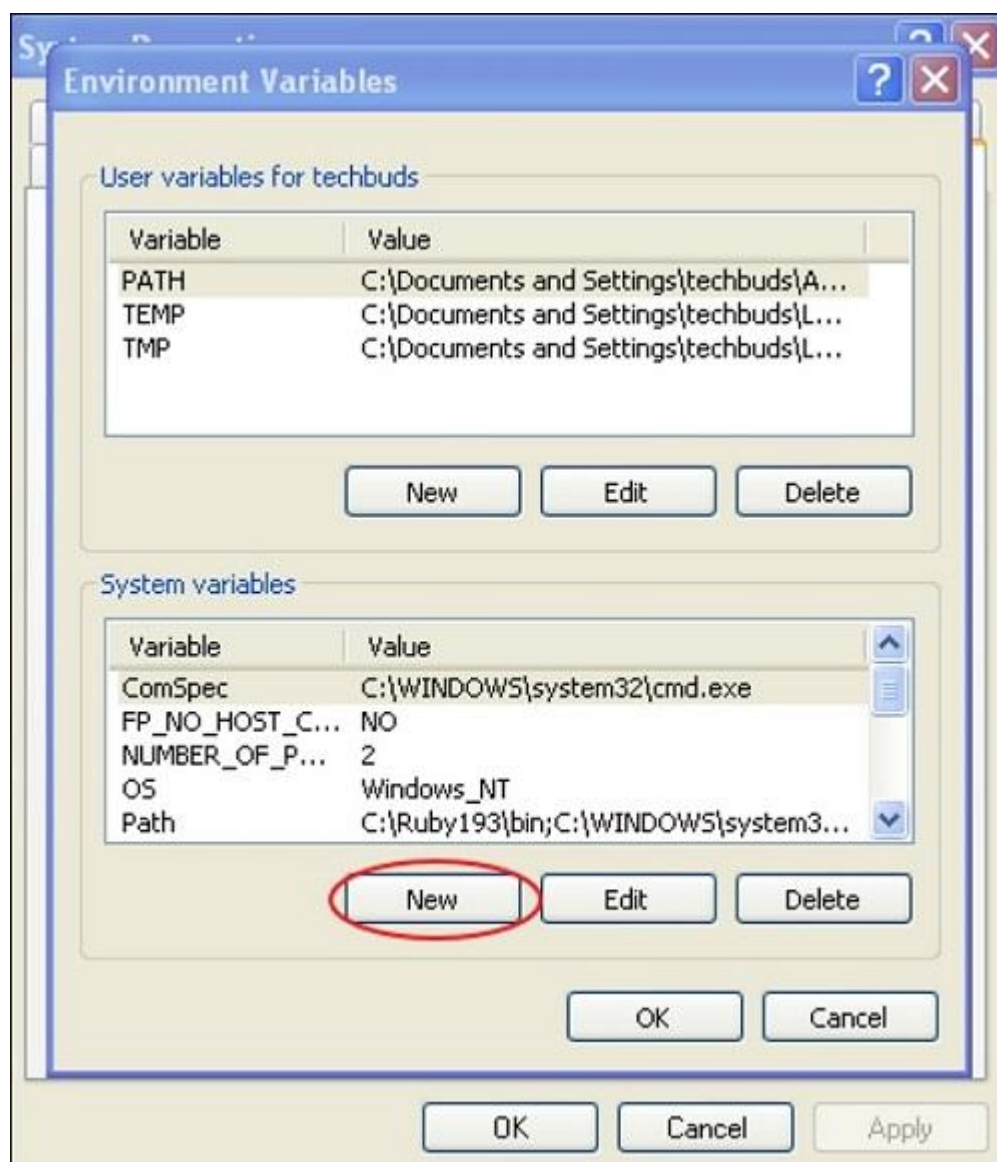 Environment Variables
User variables for techbuds
Variable Value
PATH C:\Documents and Settings\techbuds\A...
TEMP C:\Documents and Settings\techbuds\L...
TMP C:\Documents and Settings\techbuds\L...
New Edit Delete
System variables
Variable Value
ComSpec C:\WINDOWS\system32\cmd.exe
FP_NO_HOST_C... NO
NUMBER_OF_P... 2
OS Windows_NT
Path C:\Ruby193\bin;C:\WINDOWS\system3...
New Edit Delete
OK Cancel
OK Cancel Apply